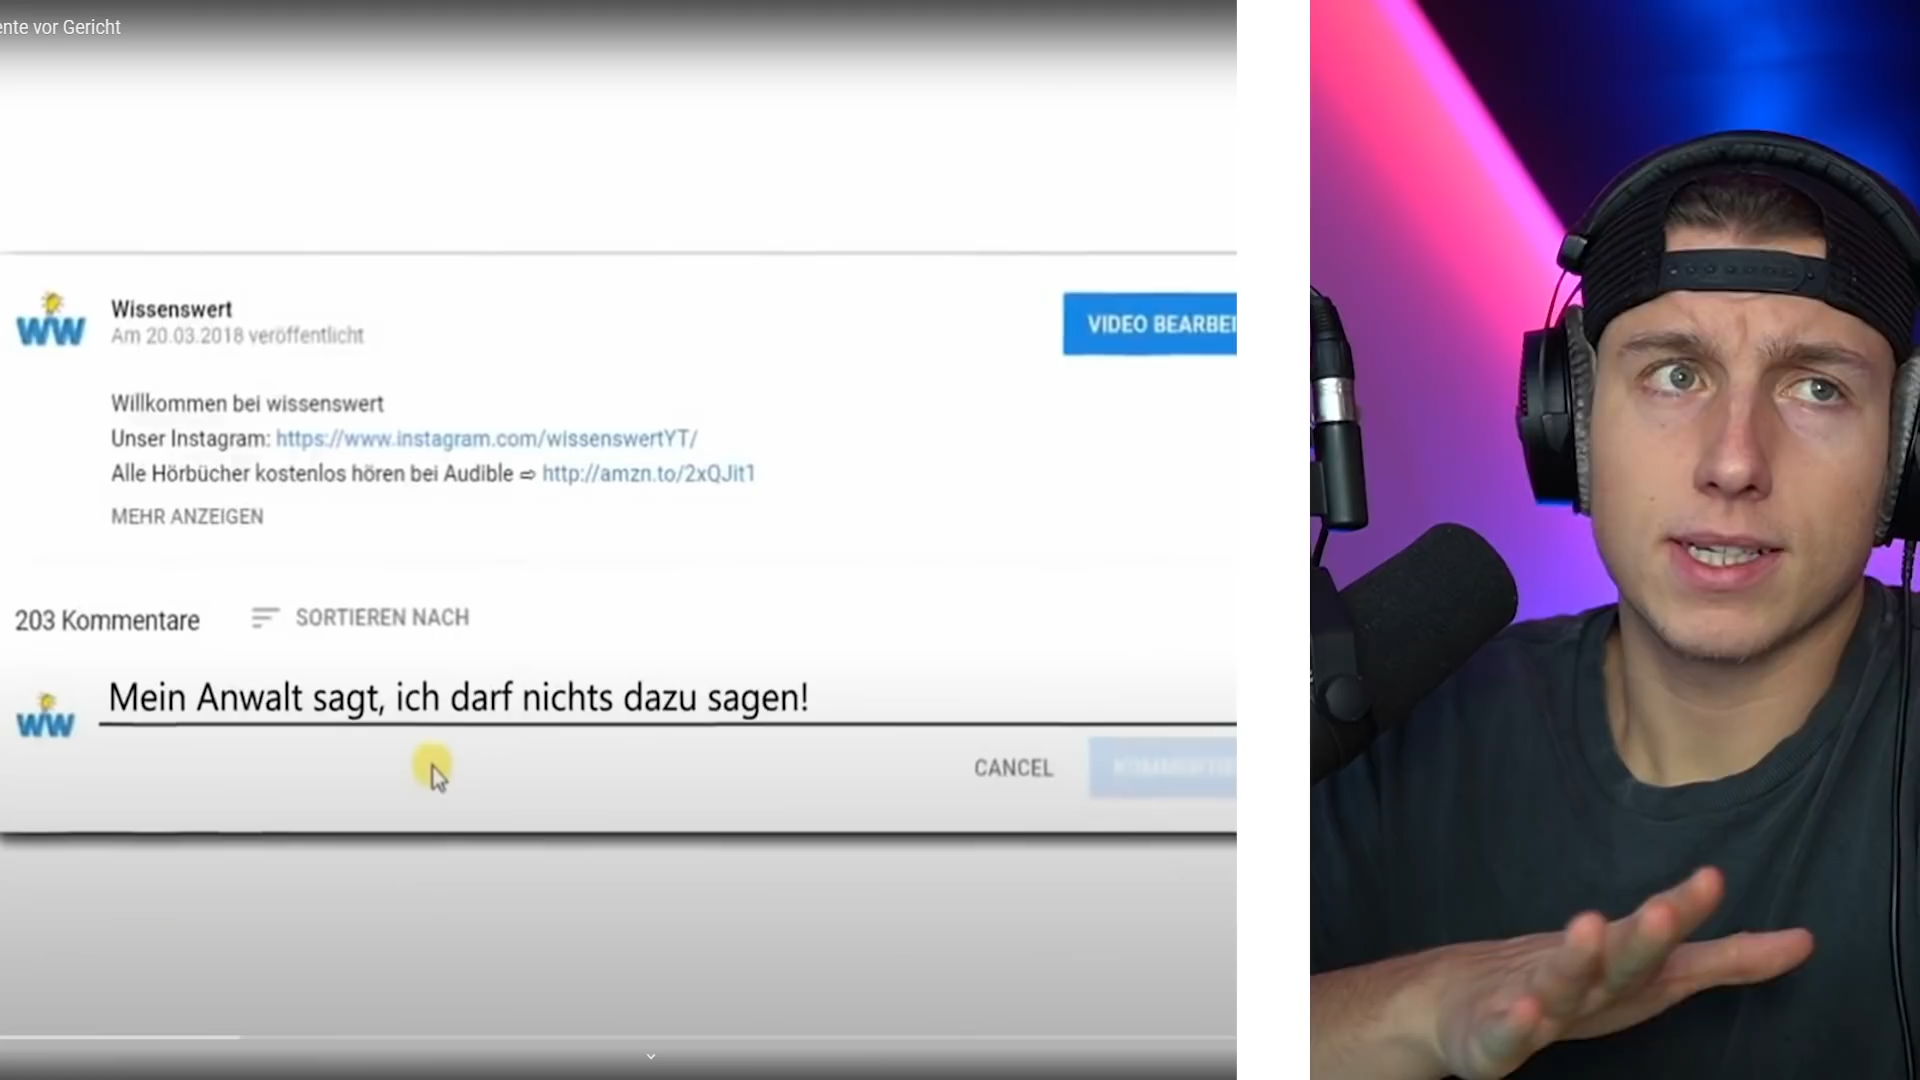 vor Gericht
Wissenswert
Am 20.03.2018 veröffentlicht
VIDEO
Willkommen bei wissenswert
Unser Instagram: https://www.instagram.com/wissenswertYT/
Alle Hörbücher kostenlos hören bei Audible ⇨ http://amzn.to/2xQJit1
MEHR ANZEIGEN
203 Kommentare
SORTIEREN NACH
WW
Mein Anwalt sagt, ich darf nichts dazu sagen!
WW
CANCEL